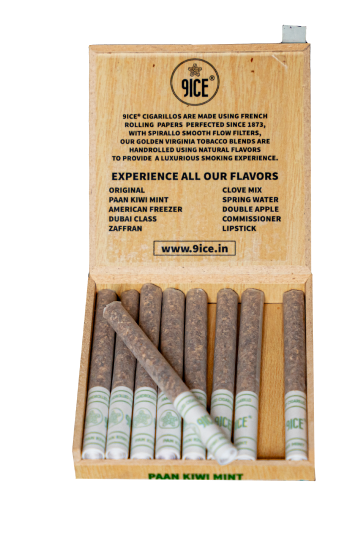 9ICE®
9ICE® CIGARILLOS ARE MADE USING FRENCH
ROLLING PAPERS PERFECTED SINCE 1873,
WITH SPIRALLO SMOOTH FLOW FILTERS,
OUR GOLDEN VIRGINIA TOBACCO BLENDS ARE
HANDROLLED USING NATURAL FLAVORS
TO PROVIDE A LUXURIOUS SMOKING EXPERIENCE.
EXPERIENCE ALL OUR FLAVORS
ORIGINAL
PAAN KIWI MINT
AMERICAN FREEZER
DUBAI CLASS
ZAFFRAN
CLOVE MIX
SPRING WATER
DOUBLE APPLE
COMMISSIONER
LIPSTICK
www.9ice.in
9ICE
PAAN KIWI MINT